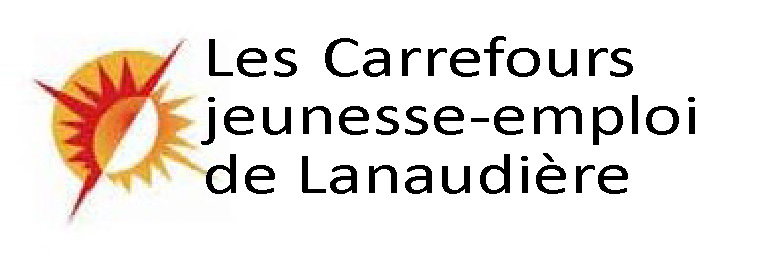 Les Carrefours
jeunesse-emploi
de Lanaudière